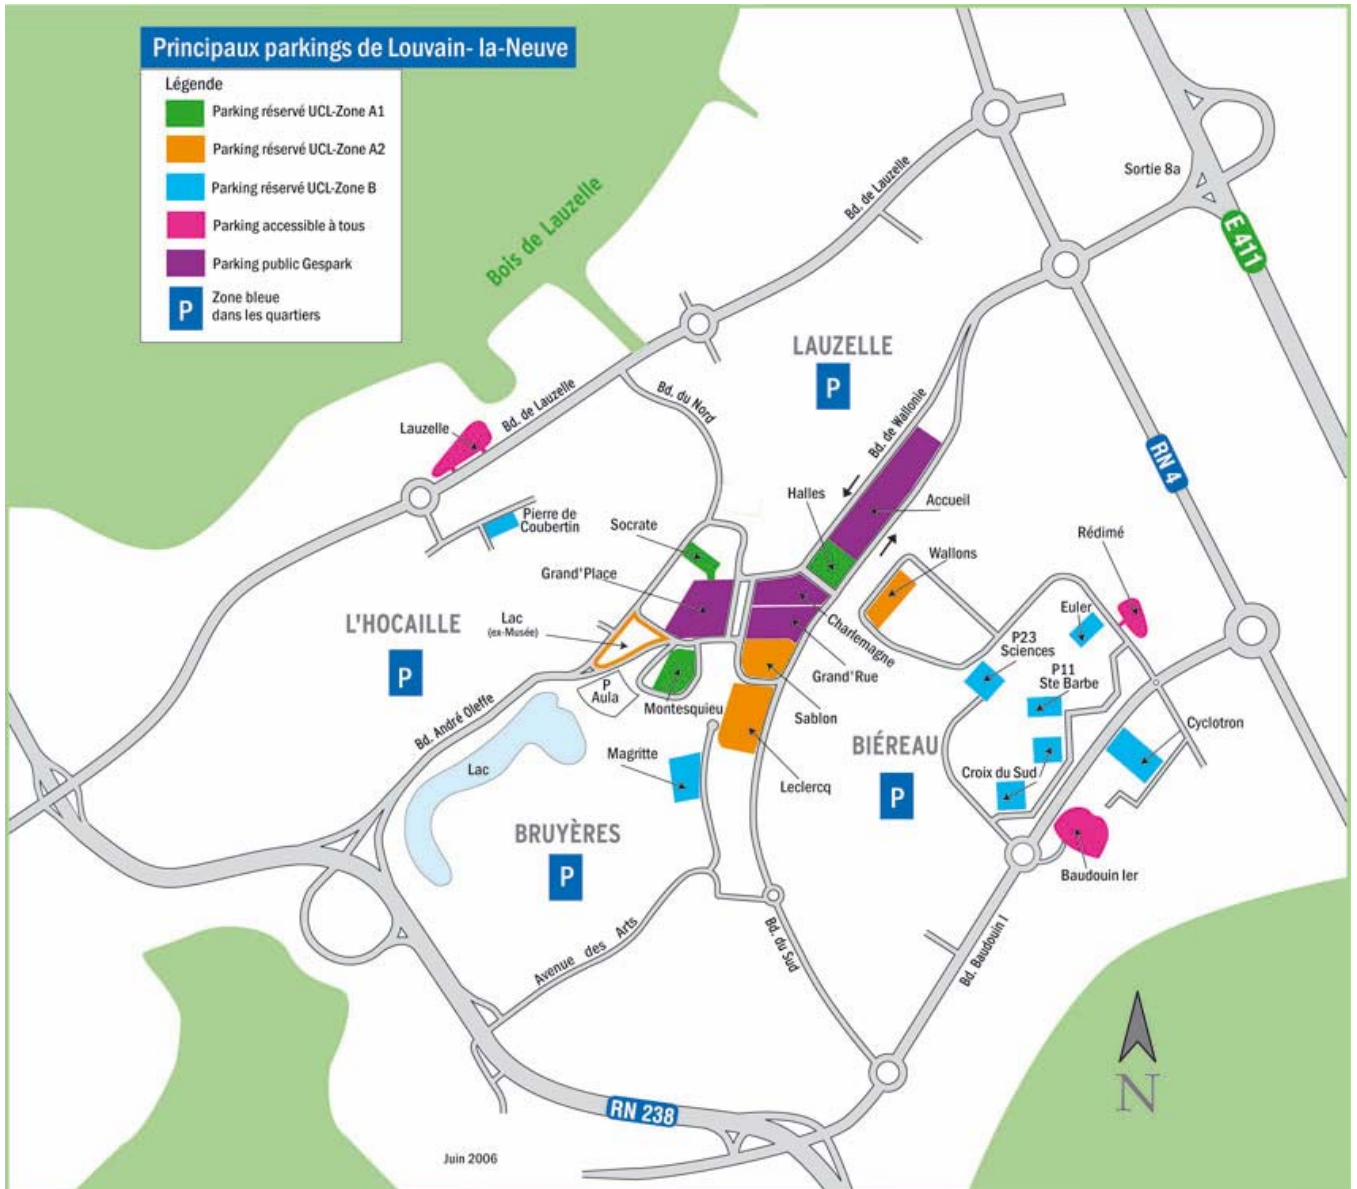 Principaux parkings de Louvain- la-Neuve
Légende
Parking réservé UCL-Zone A1
Parking réservé UCL-Zone A2
Parking réservé UCL-Zone B
Parking accessible à tous
Parking public Gespark
P
Zone bleue
dans les quartiers
Bois de Lauzelle
Bd. de Lauzelle
Sortie 8a
E 411
LAUZELLE
P
Bd. du Nord
Bd. de Lauzelle
Bd. de Wallonie
Lauzelle
RN 4
Halles
Accueil
Pierre de
Coubertin
Socrate
Rédimé
Wallons
Grand'Place
Euler
L'HOCAILLE
P
Lac
(ex-Musée)
Charlemagne
P23
Sciences
Grand'Rue
P11
Ste Barbe
P
Aula
Montesquieu
Sablon
Cyclotron
Bd. André Oleffe
BIÉREAU
P
Magritte
Lac
Croix du Sud
Leclercq
BRUYÈRES
P
Baudouin Ier
Avenue des Arts
Bd. du Sud
Bd. Baudouin I
N
RN 238
Juin 2006